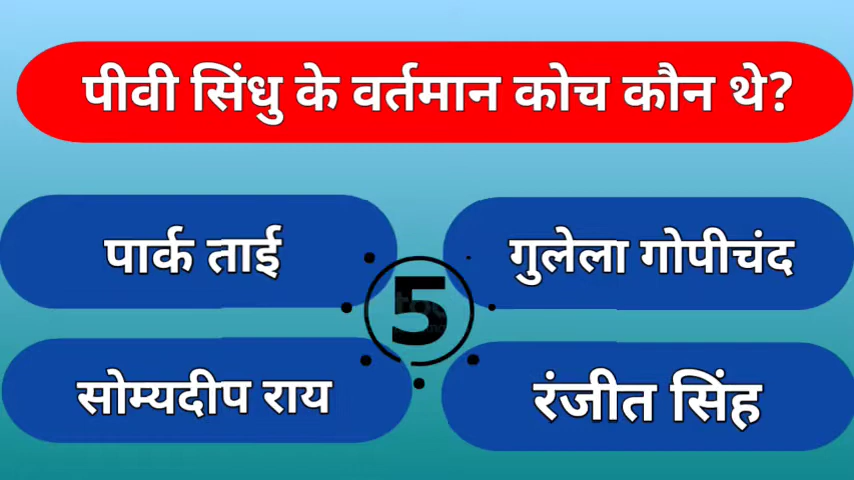 पीवी सिंधु के वर्तमान कोच कौन थे?
पार्क ताई
गुलेला गोपीचंद
5
सोम्यदीप राय
रंजीत सिंह